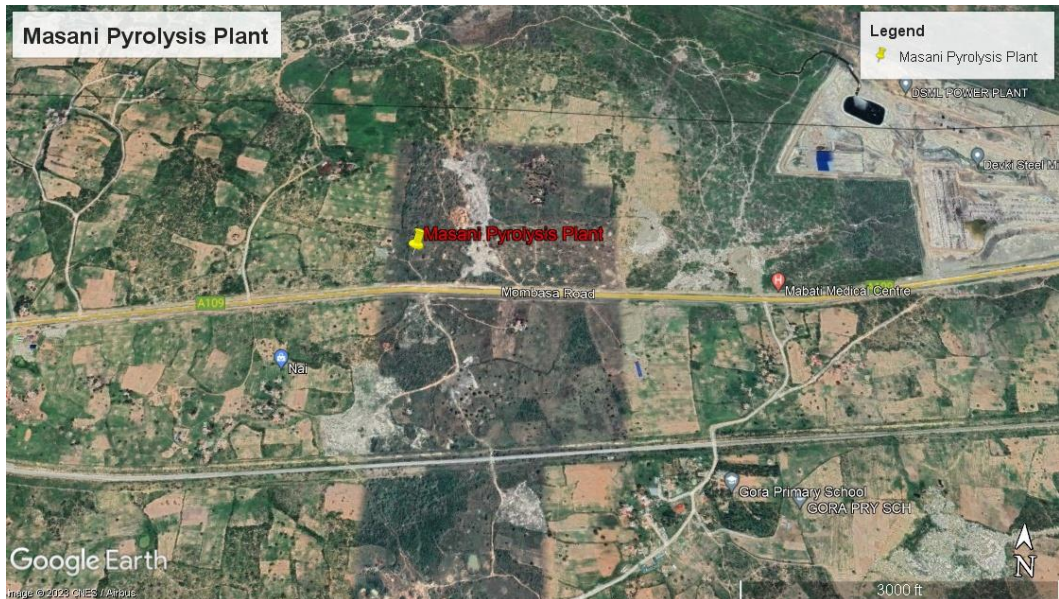 Masani Pyrolysis Plant
Legend
Masani Pyrolysis Plant
DSML POWER PLANT
Devki Steel M
Masani Pyrolysis Plant
Mabati Medical Centre
A109
Mombasa Road
Nai
Gora Primary School
GORA PRY SCH
N
Google Earth
Image © 2023 CNES / Airbus
3000 ft